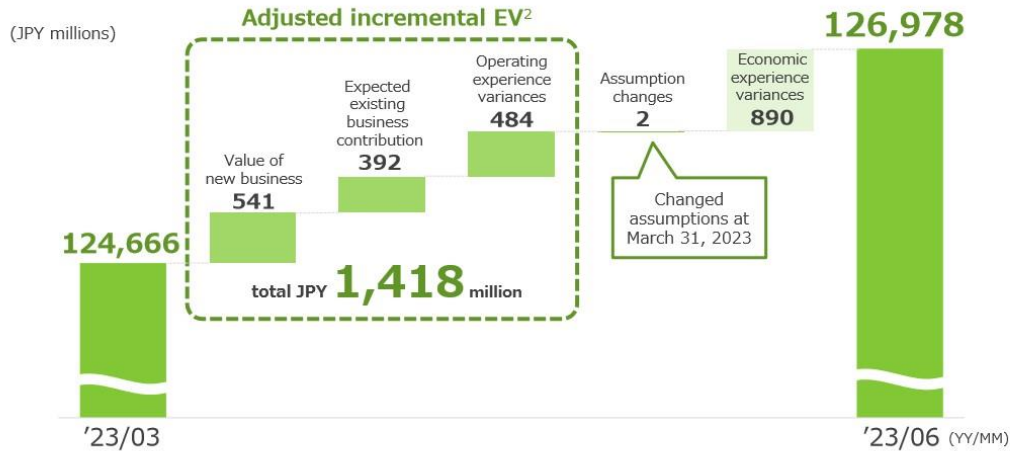 Adjusted incremental EV2
(JPY millions)
126,978
Operating
experience
variances
484
Assumption
changes
2
Economic
experience
variances
890
Expected
existing
business
contribution
392
Value of
new business
541
Changed
assumptions at
March 31, 2023
124,666
total JPY 1,418 million
'23/03
'23/06 (YY/MM)